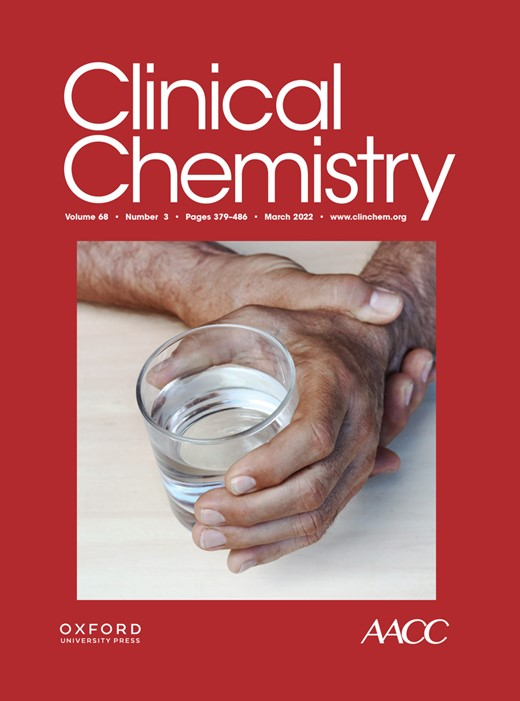 Clinical
Chemistry
Volume 68 • Number 3 • Pages 379–486 • March 2022 • www.clinchem.org
OXFORD
UNIVERSITY PRESS
AACC